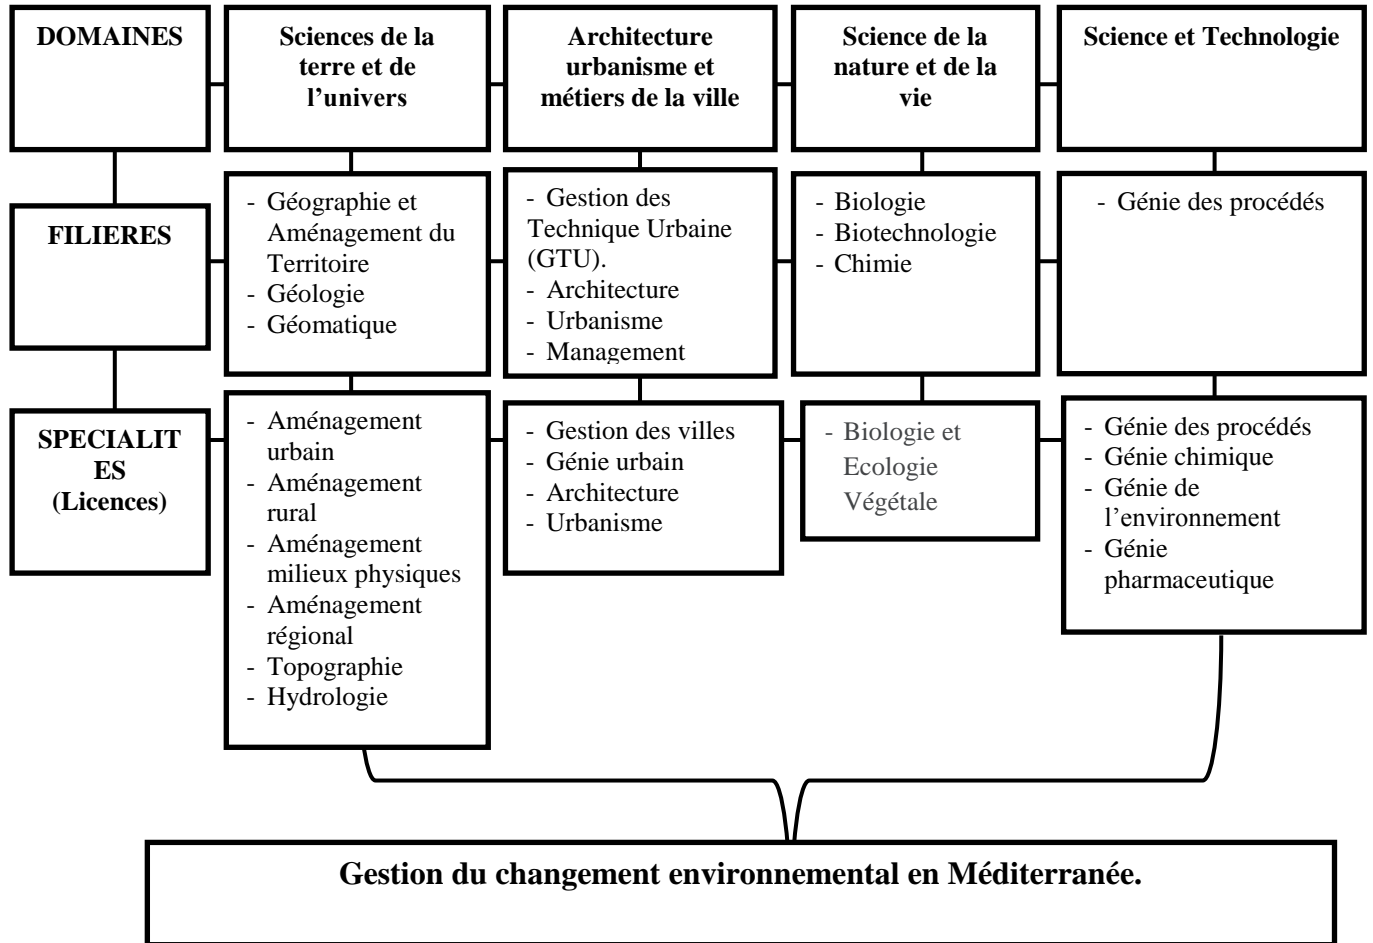 DOMAINES
Sciences de la
terre et de
l’univers
Architecture
urbanisme et
métiers de la ville
Science de la
nature et de la
vie
Science et Technologie
FILIERES
- Géographie et
Aménagement du
Territoire
- Géologie
- Géomatique
- Gestion des
Technique Urbaine
(GTU).
- Architecture
- Urbanisme
- Management
- Biologie
- Biotechnologie
- Chimie
- Génie des procédés
SPECIALIT
ES
(Licences)
- Aménagement
urbain
- Aménagement
rural
- Aménagement
milieux physiques
- Aménagement
régional
- Topographie
- Hydrologie
- Gestion des villes
- Génie urbain
- Architecture
- Urbanisme
- Biologie et
Ecologie
Végétale
- Génie des procédés
- Génie chimique
- Génie de
l’environnement
- Génie
pharmaceutique
Gestion du changement environnemental en Méditerranée.